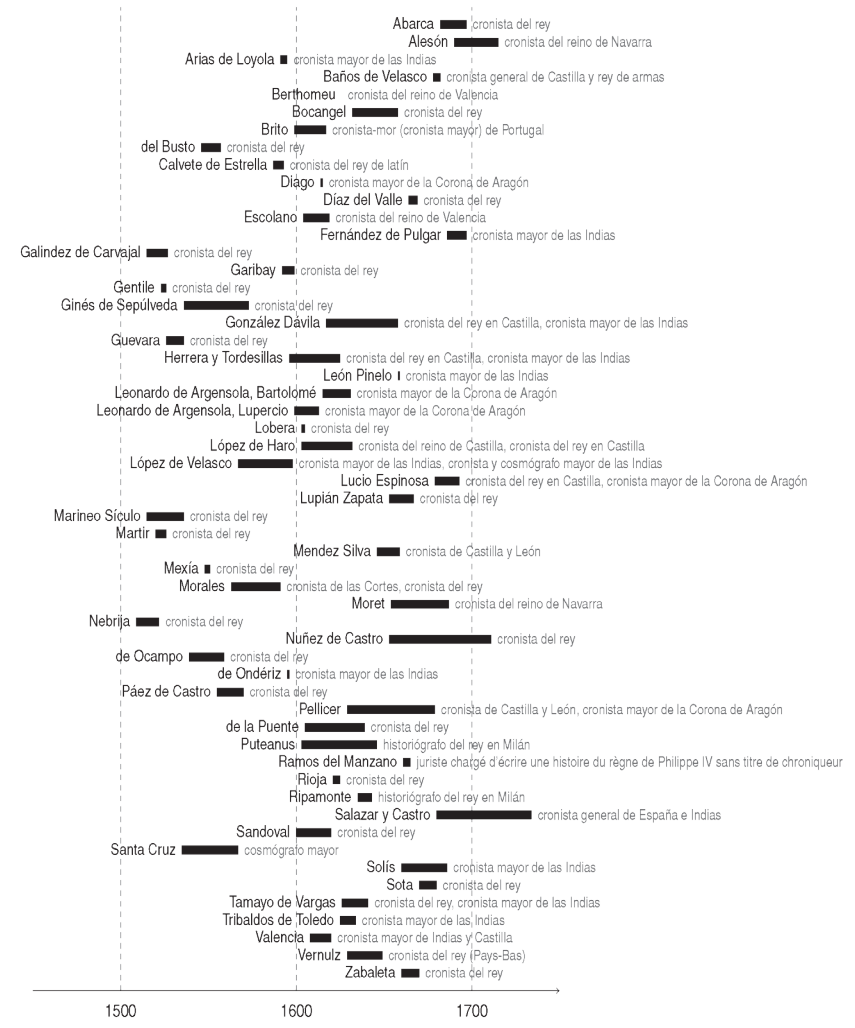 Abarca cronista del rey
Alesón cronista del reino de Navarra
Arias de Loyola cronista mayor de las Indias
Baños de Velasco cronista general de Castilla y rey de armas
Berthomeu cronista del reino de Valencia
Bocangel cronista del rey
Brito cronista-mor (cronista mayor) de Portugal
del Busto cronista del rey
Calvete de Estrella cronista del rey de latín
Diago cronista mayor de la Corona de Aragón
Díaz del Valle cronista del rey
Escolano cronista del reino de Valencia
Fernández de Pulgar cronista mayor de las Indias
Galindez de Carvajal cronista del rey
Garibay cronista del rey
Gentile cronista del rey
Ginés de Sepúlveda cronista del rey
González Dávila cronista del rey en Castilla, cronista mayor de las Indias
Guevara cronista del rey
Herrera y Tordesillas cronista del rey en Castilla, cronista mayor de las Indias
León Pinelo cronista mayor de las Indias
Leonardo de Argensola, Bartolomé cronista mayor de la Corona de Aragón
Leonardo de Argensola, Lupercio cronista mayor de la Corona de Aragón
Lobera cronista del rey
López de Haro cronista del reino de Castilla, cronista del rey en Castilla
López de Velasco cronista mayor de las Indias, cronista y cosmógrafo mayor de las Indias
Lucio Espinosa cronista del rey en Castilla, cronista mayor de la Corona de Aragón
Lupián Zapata cronista del rey
Marineo Sículo cronista del rey
Martir cronista del rey
Mendez Silva cronista de Castilla y León
Mexía cronista del rey
Morales cronista de las Cortes, cronista del rey
Moret cronista del reino de Navarra
Nebrija cronista del rey
Nuñez de Castro cronista del rey
de Ocampo cronista del rey
de Ondériz cronista mayor de las Indias
Páez de Castro cronista del rey
Pellicer cronista de Castilla y León, cronista mayor de la Corona de Aragón
de la Puente cronista del rey
Puteanus historiógrafo del rey en Milán
Ramos del Manzano juriste chargé d'écrire une histoire du règne de Philippe IV sans titre de chroniqueur
Rioja cronista del rey
Ripamonte historiógrafo del rey en Milán
Salazar y Castro cronista general de España e Indias
Sandoval cronista del rey
Santa Cruz cosmógrafo mayor
Solís cronista mayor de las Indias
Sota cronista del rey
Tamayo de Vargas cronista del rey, cronista mayor de las Indias
Tribaldos de Toledo cronista mayor de las Indias
Valencia cronista mayor de Indias y Castilla
Vernulz cronista del rey (Pays-Bas)
Zabaleta cronista del rey
1500 1600 1700